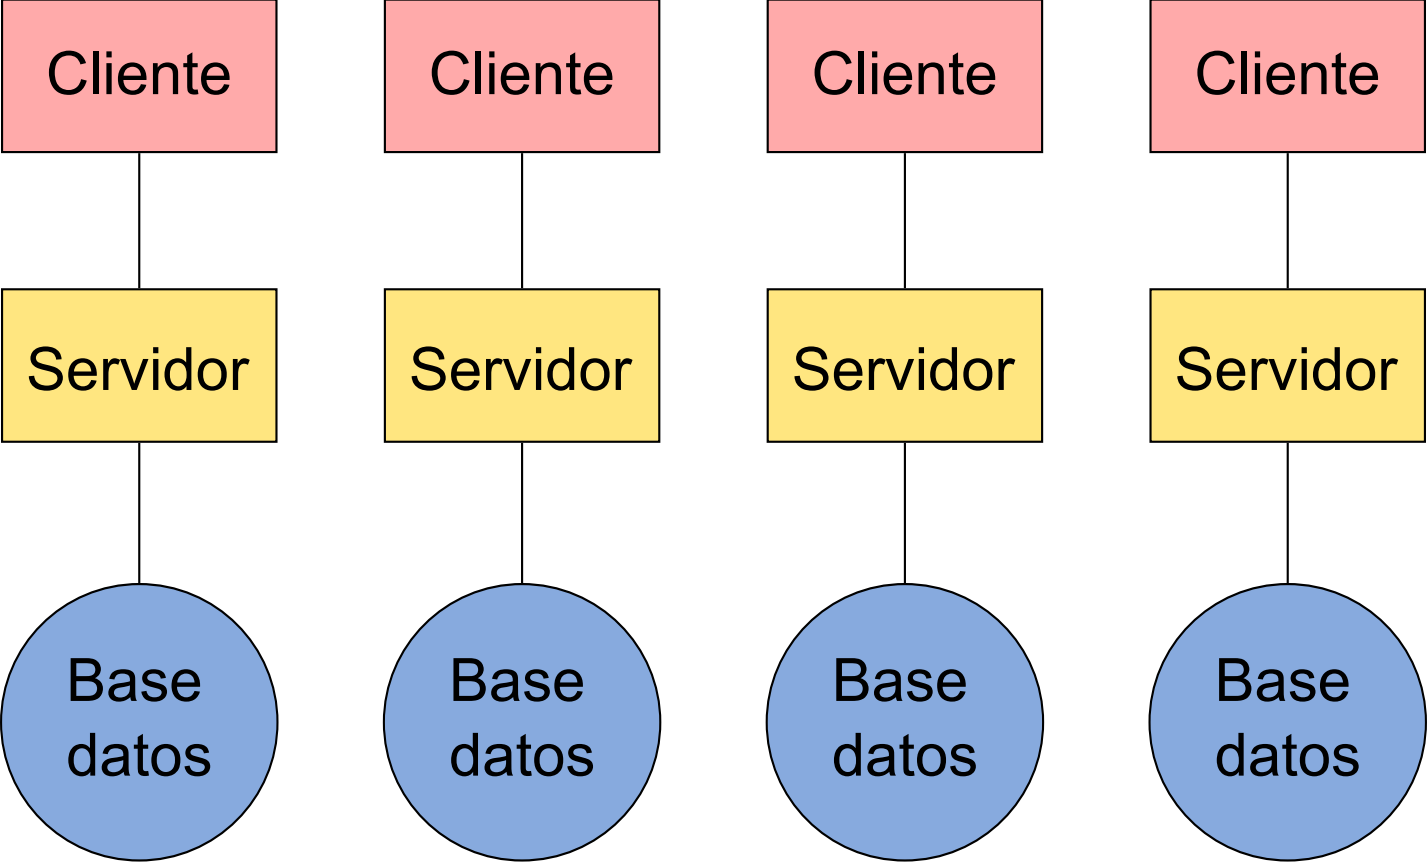 Cliente
Cliente
Cliente
Cliente
Servidor
Servidor
Servidor
Servidor
Base
datos
Base
datos
Base
datos
Base
datos